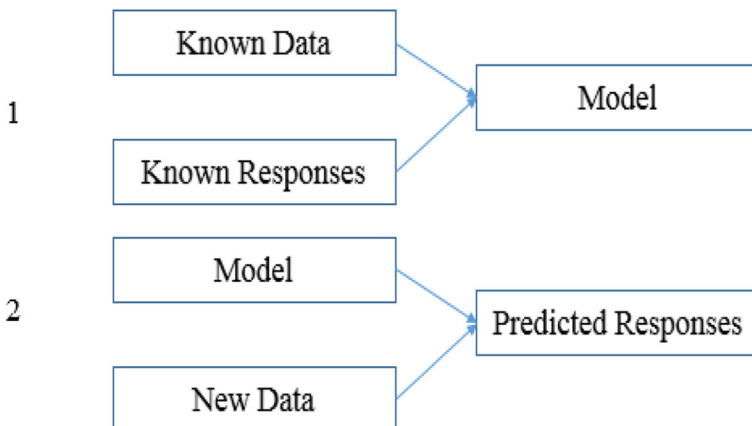 1
Known Data
Known Responses
Model
2
Model
New Data
Predicted Responses